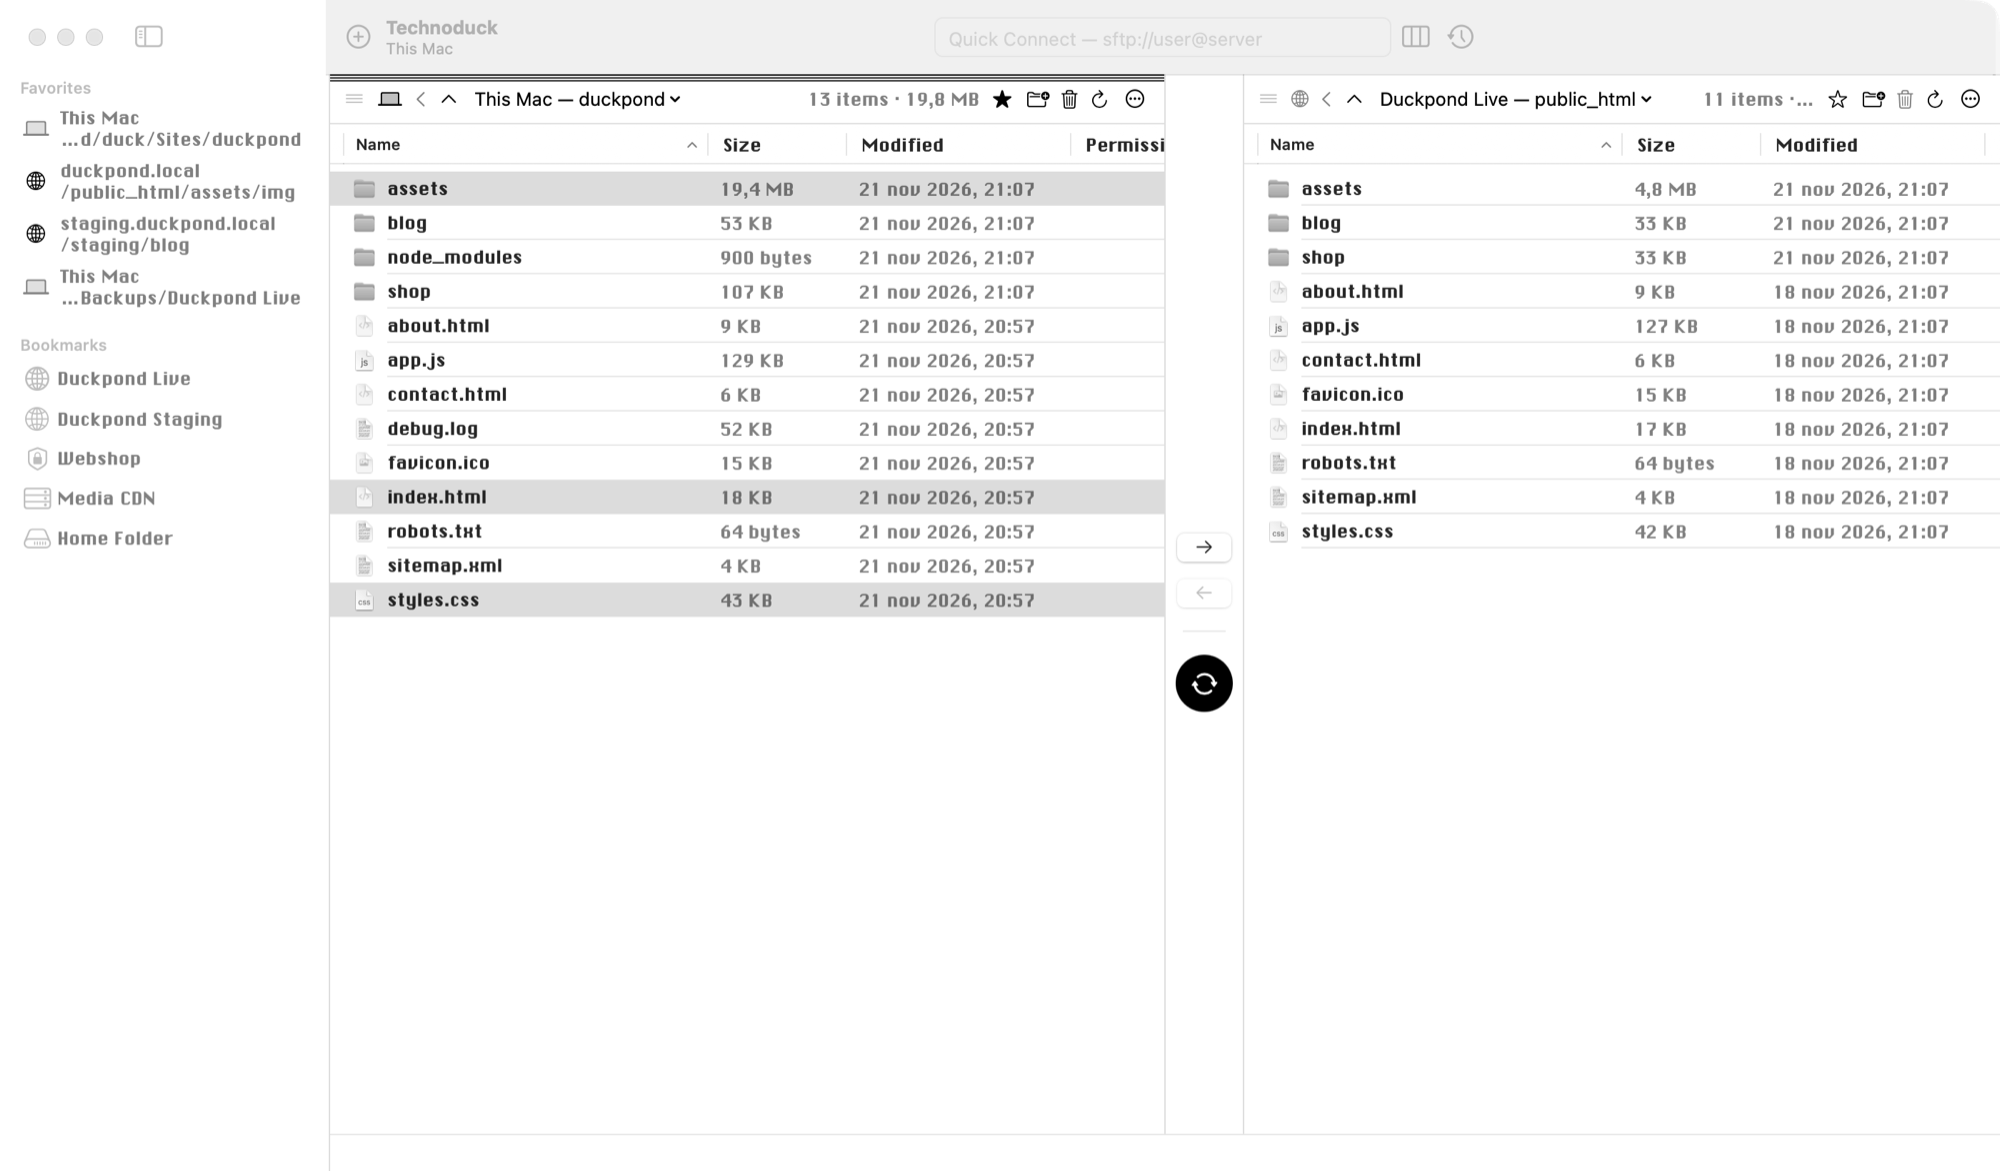 Technoduck
This Mac
Quick Connect — sftp://user@server
Favorites
This Mac
...d/duck/Sites/duckpond
duckpond.local
/public_html/assets/img
staging.duckpond.local
/staging/blog
This Mac
...Backups/Duckpond Live
Bookmarks
Duckpond Live
Duckpond Staging
Webshop
Media CDN
Home Folder
This Mac — duckpond 13 items · 19,8 MB
Name Size Modified Permissi
assets 19,4 MB 21 nov 2026, 21:07
blog 53 KB 21 nov 2026, 21:07
node_modules 900 bytes 21 nov 2026, 21:07
shop 107 KB 21 nov 2026, 21:07
about.html 9 KB 21 nov 2026, 20:57
js app.js 129 KB 21 nov 2026, 20:57
contact.html 6 KB 21 nov 2026, 20:57
debug.log 52 KB 21 nov 2026, 20:57
favicon.ico 15 KB 21 nov 2026, 20:57
index.html 18 KB 21 nov 2026, 20:57
robots.txt 64 bytes 21 nov 2026, 20:57
sitemap.xml 4 KB 21 nov 2026, 20:57
css styles.css 43 KB 21 nov 2026, 20:57
Duckpond Live — public_html 11 items ·...
Name Size Modified
assets 4,8 MB 21 nov 2026, 21:07
blog 33 KB 21 nov 2026, 21:07
shop 33 KB 21 nov 2026, 21:07
about.html 9 KB 18 nov 2026, 21:07
js app.js 127 KB 18 nov 2026, 21:07
contact.html 6 KB 18 nov 2026, 21:07
favicon.ico 15 KB 18 nov 2026, 21:07
index.html 17 KB 18 nov 2026, 21:07
robots.txt 64 bytes 18 nov 2026, 21:07
sitemap.xml 4 KB 18 nov 2026, 21:07
css styles.css 42 KB 18 nov 2026, 21:07